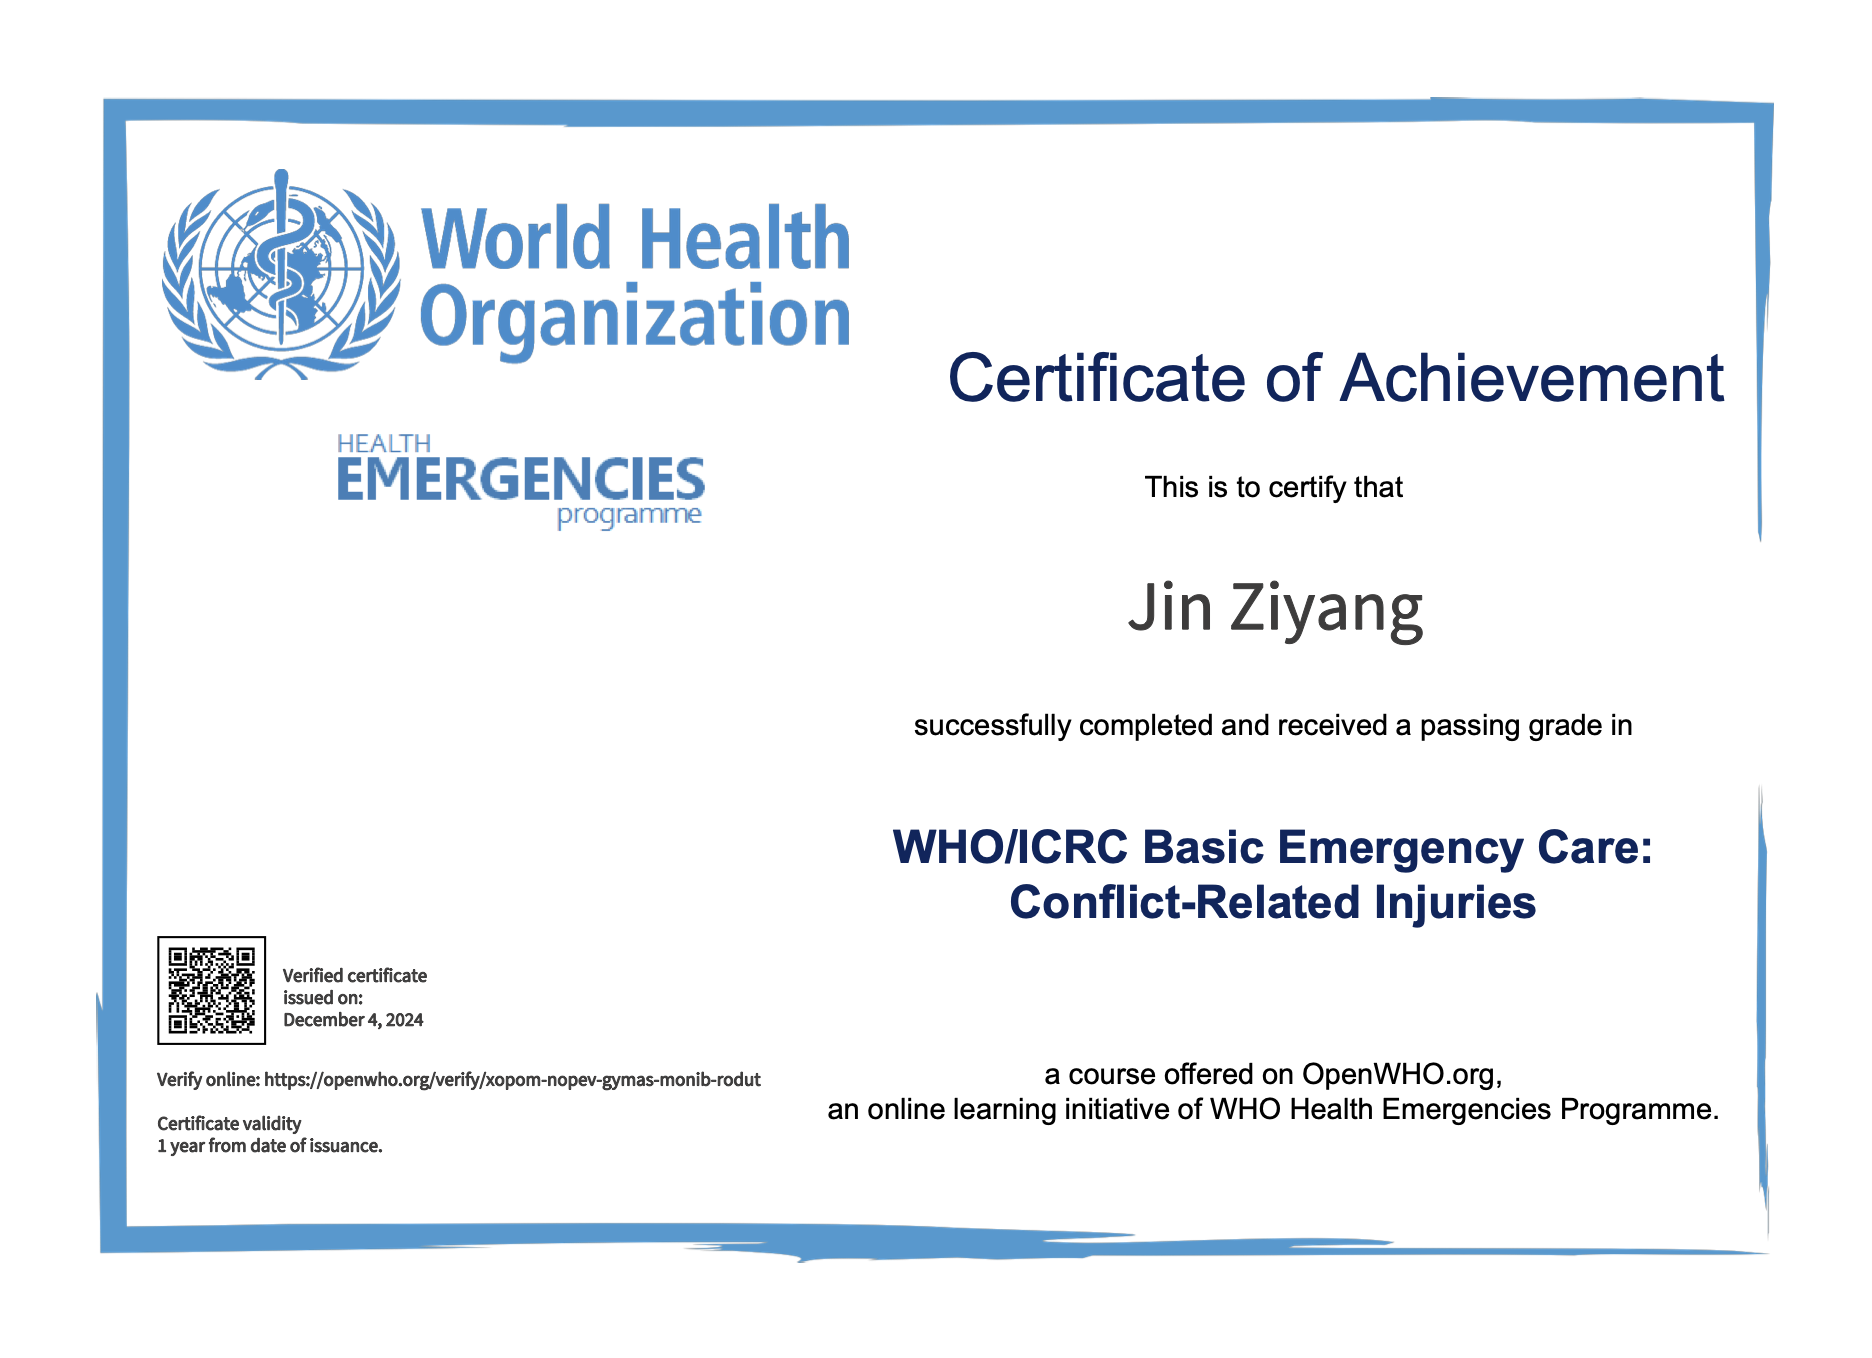 World Health
Organization
HEALTH
EMERGENCIES
programme
Certificate of Achievement
This is to certify that
Jin Ziyang
successfully completed and received a passing grade in
WHO/ICRC Basic Emergency Care:
Conflict-Related Injuries
Verified certificate
issued on:
December 4, 2024
Verify online: https://openwho.org/verify/xopom-nopev-gymas-monib-rodut
Certificate validity
1 year from date of issuance.
a course offered on OpenWHO.org,
an online learning initiative of WHO Health Emergencies Programme.